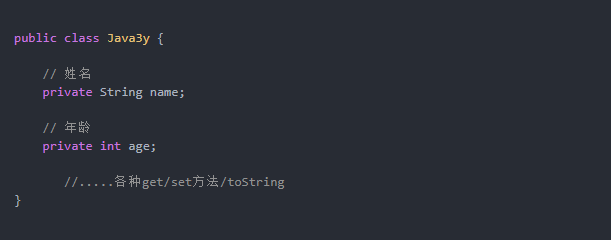 public class Java3y {
// 姓名
private String name;
// 年龄
private int age;
//.....各种get/set方法/toString
}